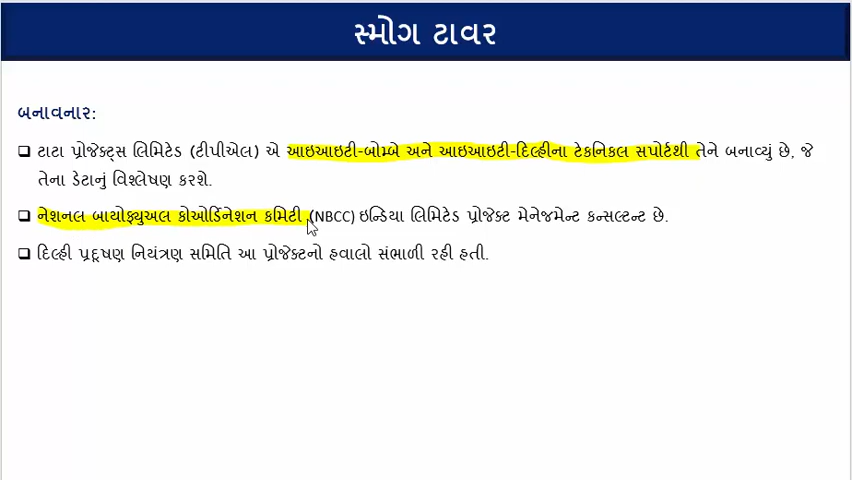 સ્મોગ ટાવર
બનાવનાર:
❑ ટાટા પ્રોજેક્ટ્સ લિમિટેડ (ટીપીએલ) એ આઇઆઇટી-બોમ્બે અને આઇઆઇટી-દિલ્હીના ટેકનિકલ સપોર્ટથી તેને બનાવ્યું છે, જે
તેના ડેટાનું વિશ્લેષણ કરશે.
❑ નેશનલ બાયોફ્યુઅલ કોઓર્ડિનેશન કમિટી (NBCC) ઇન્ડિયા લિમિટેડ પ્રોજેક્ટ મેનેજમેન્ટ કન્સલ્ટન્ટ છે.
❑ દિલ્હી પ્રદૂષણ નિયંત્રણ સમિતિ આ પ્રોજેક્ટનો હવાલો સંભાળી રહી હતી.